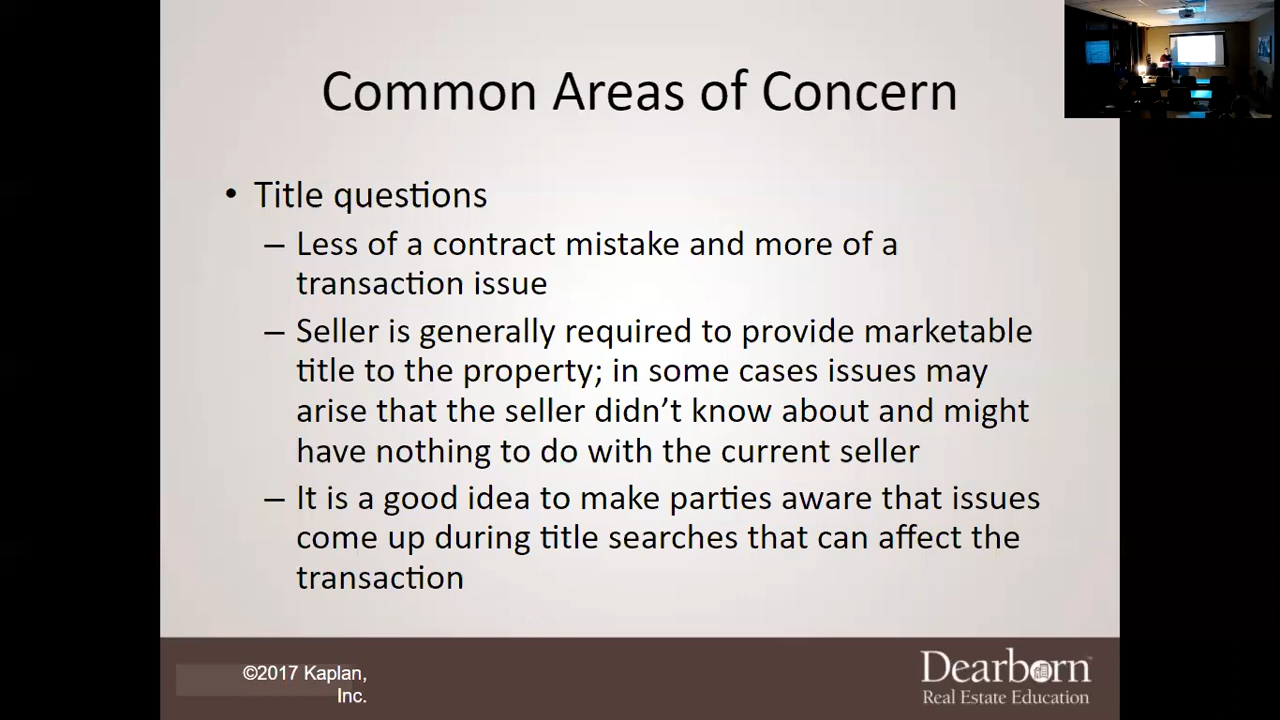 Common Areas of Concern
• Title questions
– Less of a contract mistake and more of a
transaction issue
– Seller is generally required to provide marketable
title to the property; in some cases issues may
arise that the seller didn’t know about and might
have nothing to do with the current seller
– It is a good idea to make parties aware that issues
come up during title searches that can affect the
transaction
©2017 Kaplan,
Inc.
Dearborn™
Real Estate Education